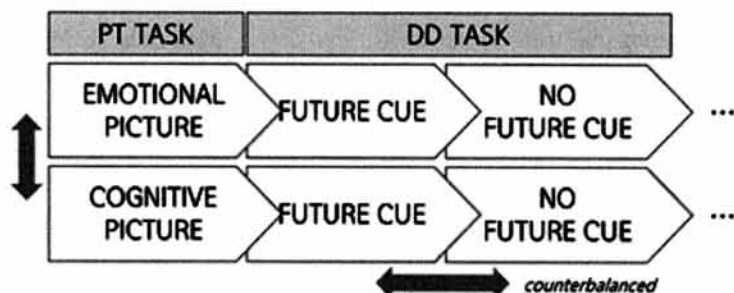 PT TASK DD TASK
EMOTIONAL
PICTURE
FUTURE CUE
NO
FUTURE CUE
...
COGNITIVE
PICTURE
FUTURE CUE
NO
FUTURE CUE
...
counterbalanced